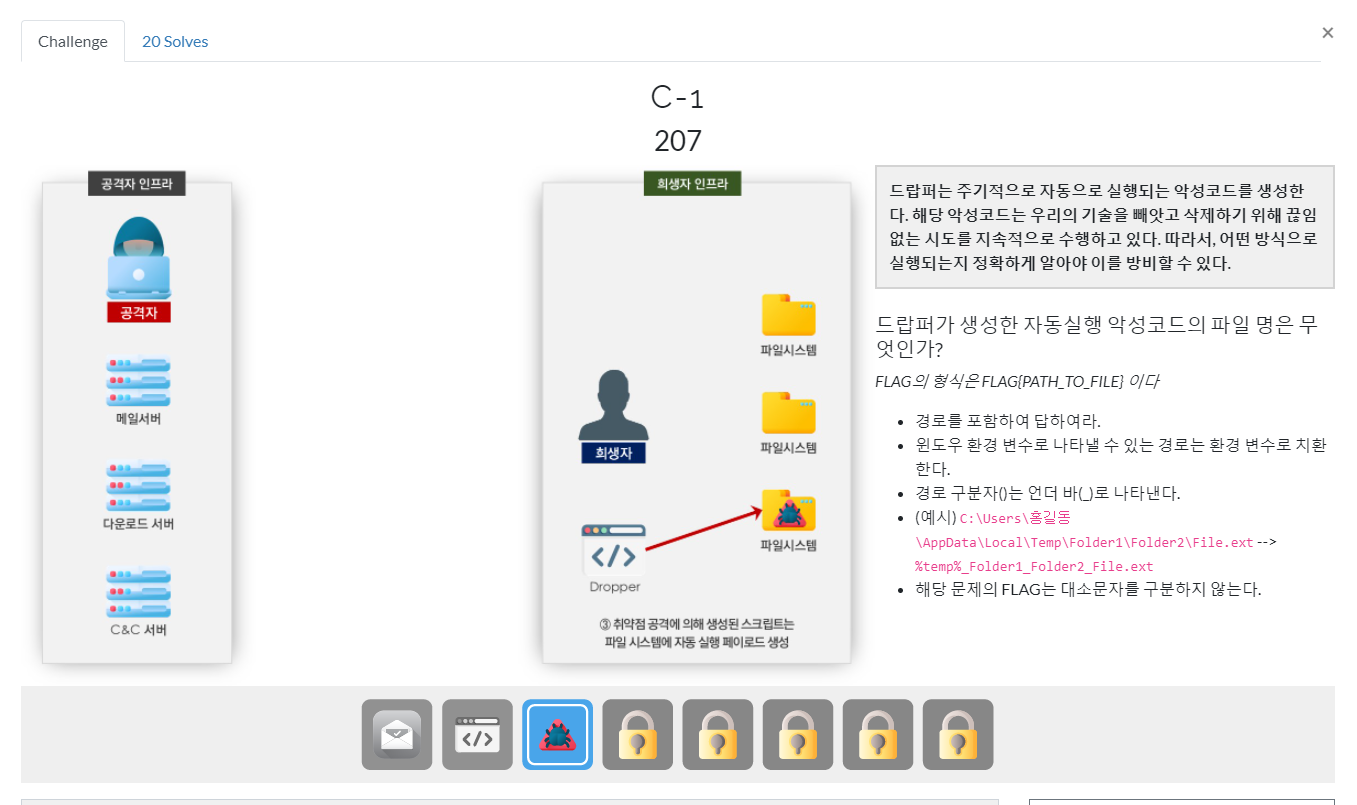 Challenge
20 Solves
×
C-1
207
공격자 인프라
공격자
메일서버
다운로드 서버
C&C 서버
희생자 인프라
파일시스템
파일시스템
희생자
파일시스템
Dropper
③ 취약점 공격에 의해 생성된 스크립트는
파일 시스템에 자동 실행 페이로드 생성
드랍퍼는 주기적으로 자동으로 실행되는 악성코드를 생성한
다. 해당 악성코드는 우리의 기술을 빼앗고 삭제하기 위해 끊임
없는 시도를 지속적으로 수행하고 있다. 따라서, 어떤 방식으로
실행되는지 정확하게 알아야 이를 방비할 수 있다.
드랍퍼가 생성한 자동실행 악성코드의 파일 명은 무
엇인가?
FLAG의 형식은 FLAG{PATH_TO_FILE} 이다
• 경로를 포함하여 답하여라.
• 윈도우 환경 변수로 나타낼 수 있는 경로는 환경 변수로 치환
한다.
• 경로 구분자()는 언더 바(_)로 나타낸다.
• (예시) C:\Users\홍길동
\AppData\Local\Temp\Folder1\Folder2\File.ext -->
%temp%_Folder1_Folder2_File.ext
• 해당 문제의 FLAG는 대소문자를 구분하지 않는다.